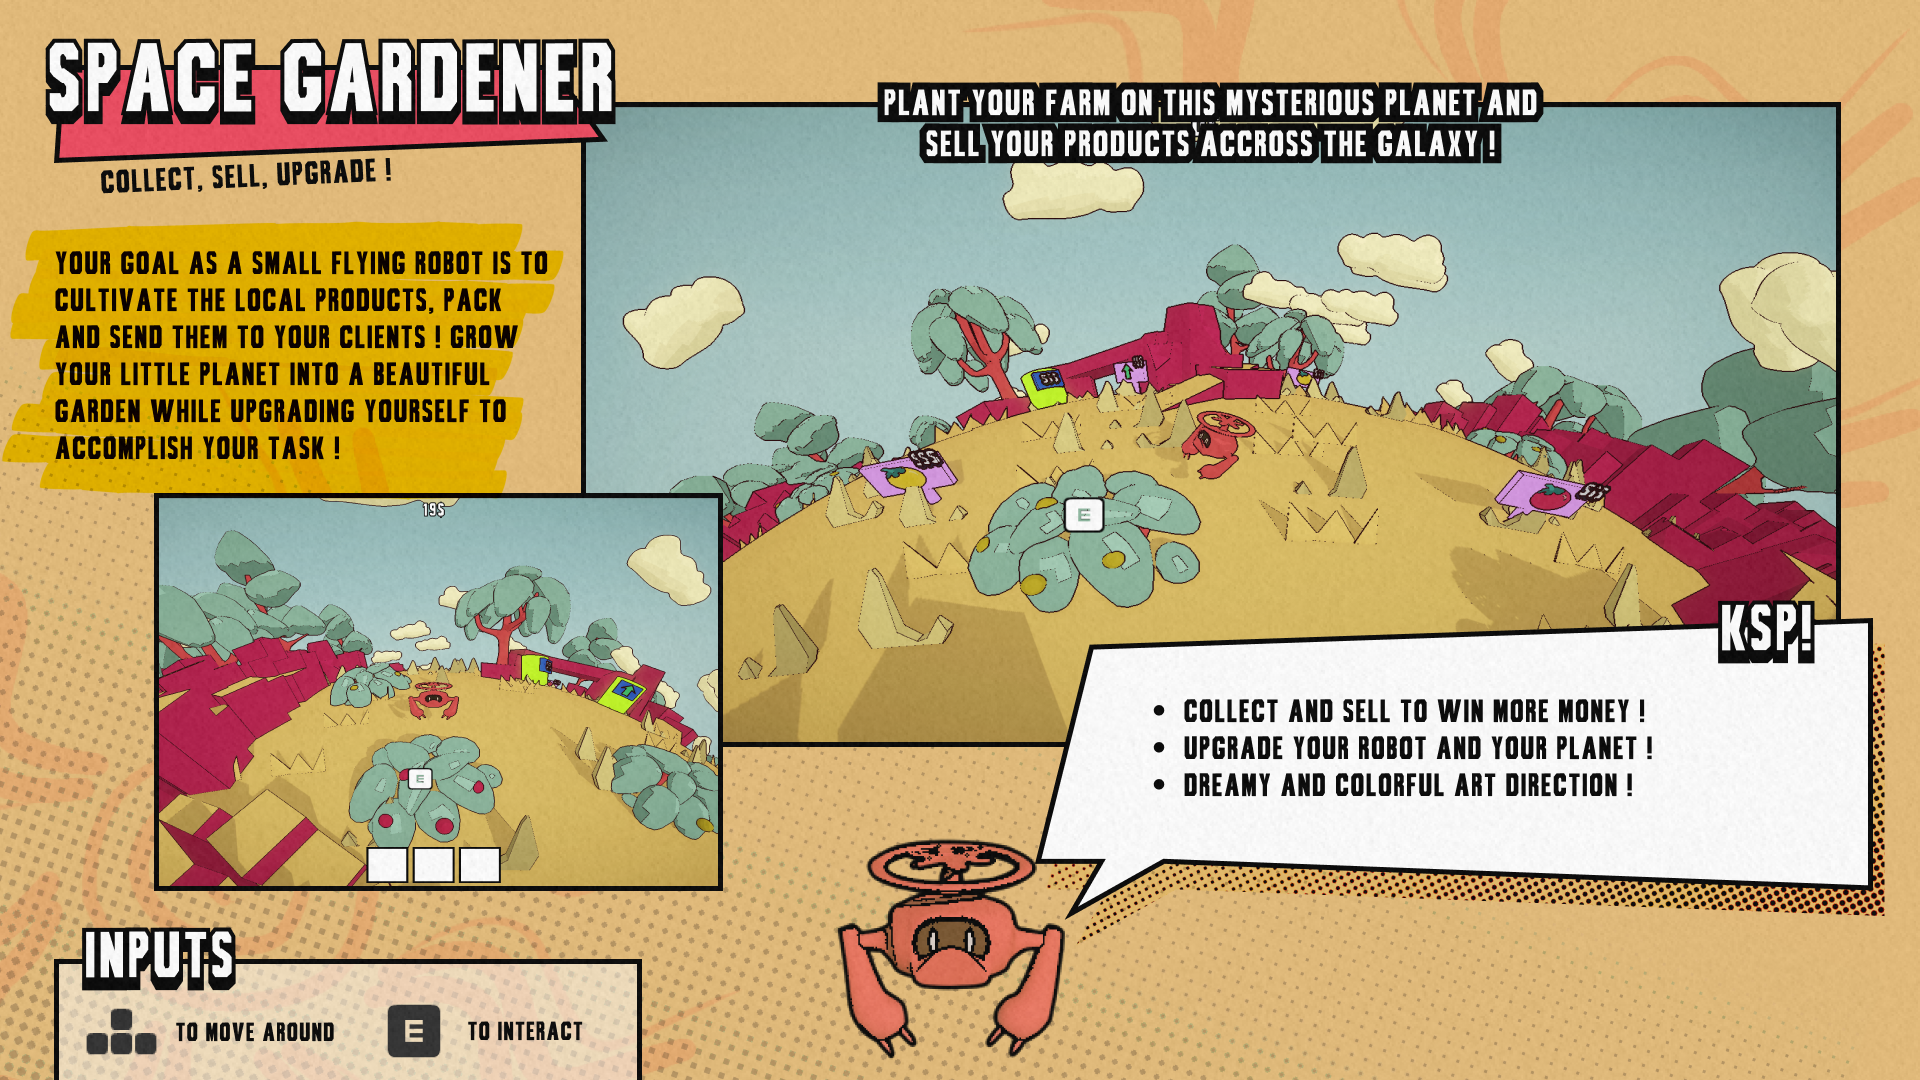 SPACE GARDENER
COLLECT, SELL, UPGRADE !
PLANT YOUR FARM ON THIS MYSTERIOUS PLANET AND
SELL YOUR PRODUCTS ACCROSS THE GALAXY !
YOUR GOAL AS A SMALL FLYING ROBOT IS TO
CULTIVATE THE LOCAL PRODUCTS, PACK
AND SEND THEM TO YOUR CLIENTS ! GROW
YOUR LITTLE PLANET INTO A BEAUTIFUL
GARDEN WHILE UPGRADING YOURSELF TO
ACCOMPLISH YOUR TASK !
$$$
$$$
$$$
E
19$
E
KSP!
• COLLECT AND SELL TO WIN MORE MONEY !
• UPGRADE YOUR ROBOT AND YOUR PLANET !
• DREAMY AND COLORFUL ART DIRECTION !
INPUTS
TO MOVE AROUND
E TO INTERACT